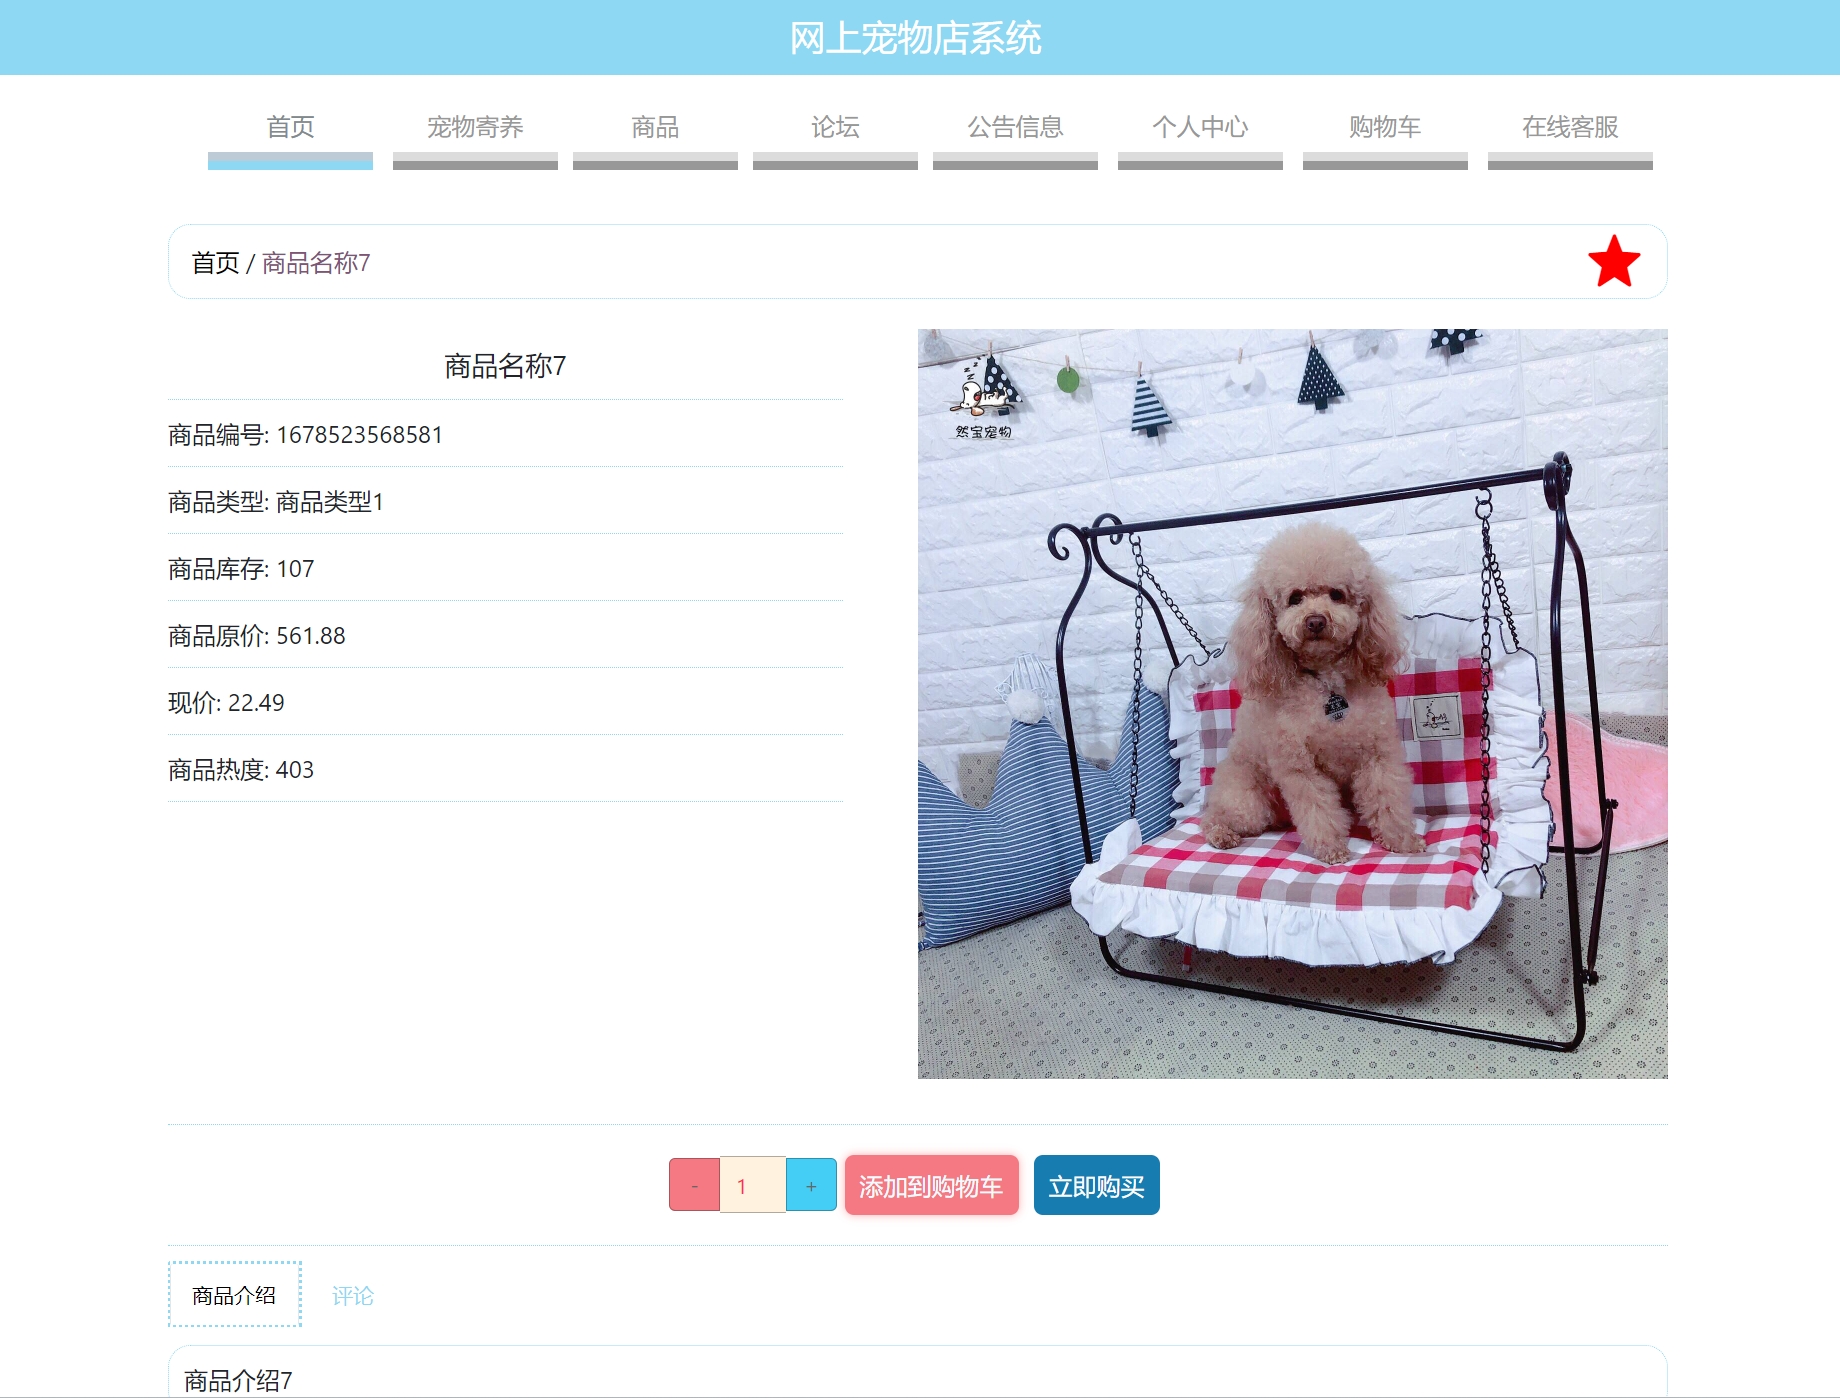 网上宠物店系统
首页 宠物寄养 商品 论坛 公告信息 个人中心 购物车 在线客服
首页 / 商品名称7
商品名称7
商品编号: 1678523568581
商品类型: 商品类型1
商品库存: 107
商品原价: 561.88
现价: 22.49
商品热度: 403
然宝宠物
- 1 + 添加到购物车 立即购买
商品介绍 评论
商品介绍7